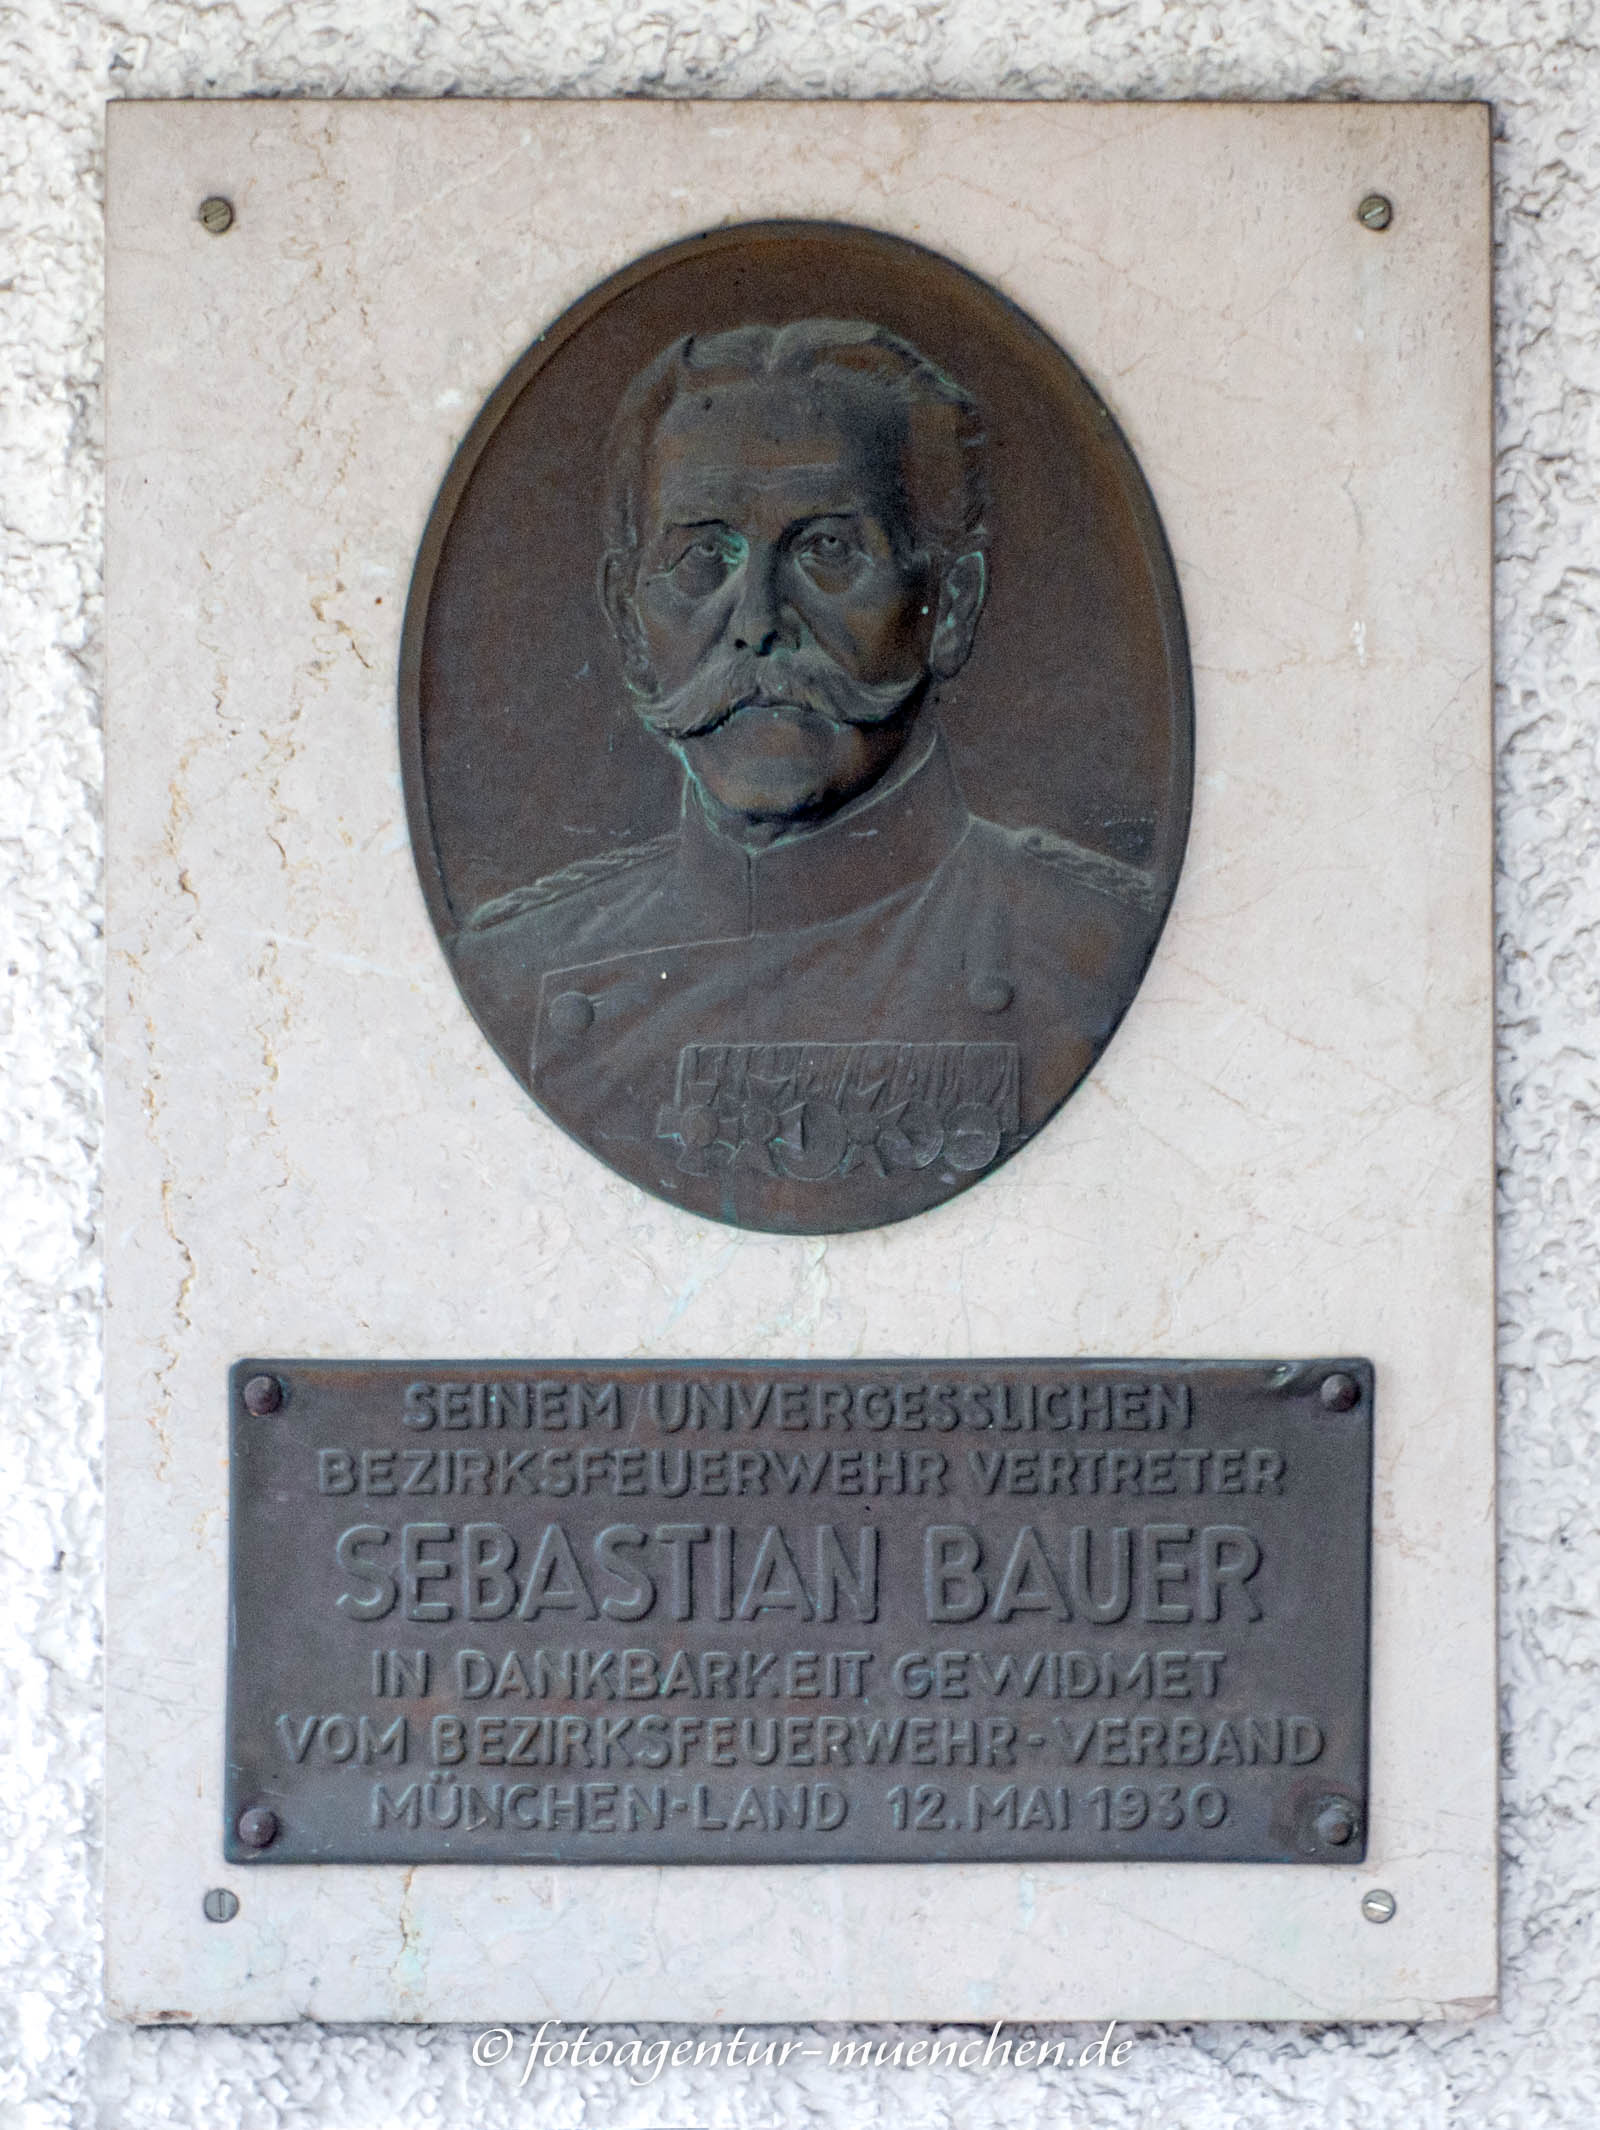 SEINEM UNVERGESSLICHEN
BEZIRKSFEUERWEHR VERTRETER
SEBASTIAN BAUER
IN DANKBARKEIT GEWIDMET
VOM BEZIRKSFEUERWEHR-VERBAND
MÜNCHEN-LAND 12.MAI 1930
© fotoagentur-muenchen.de